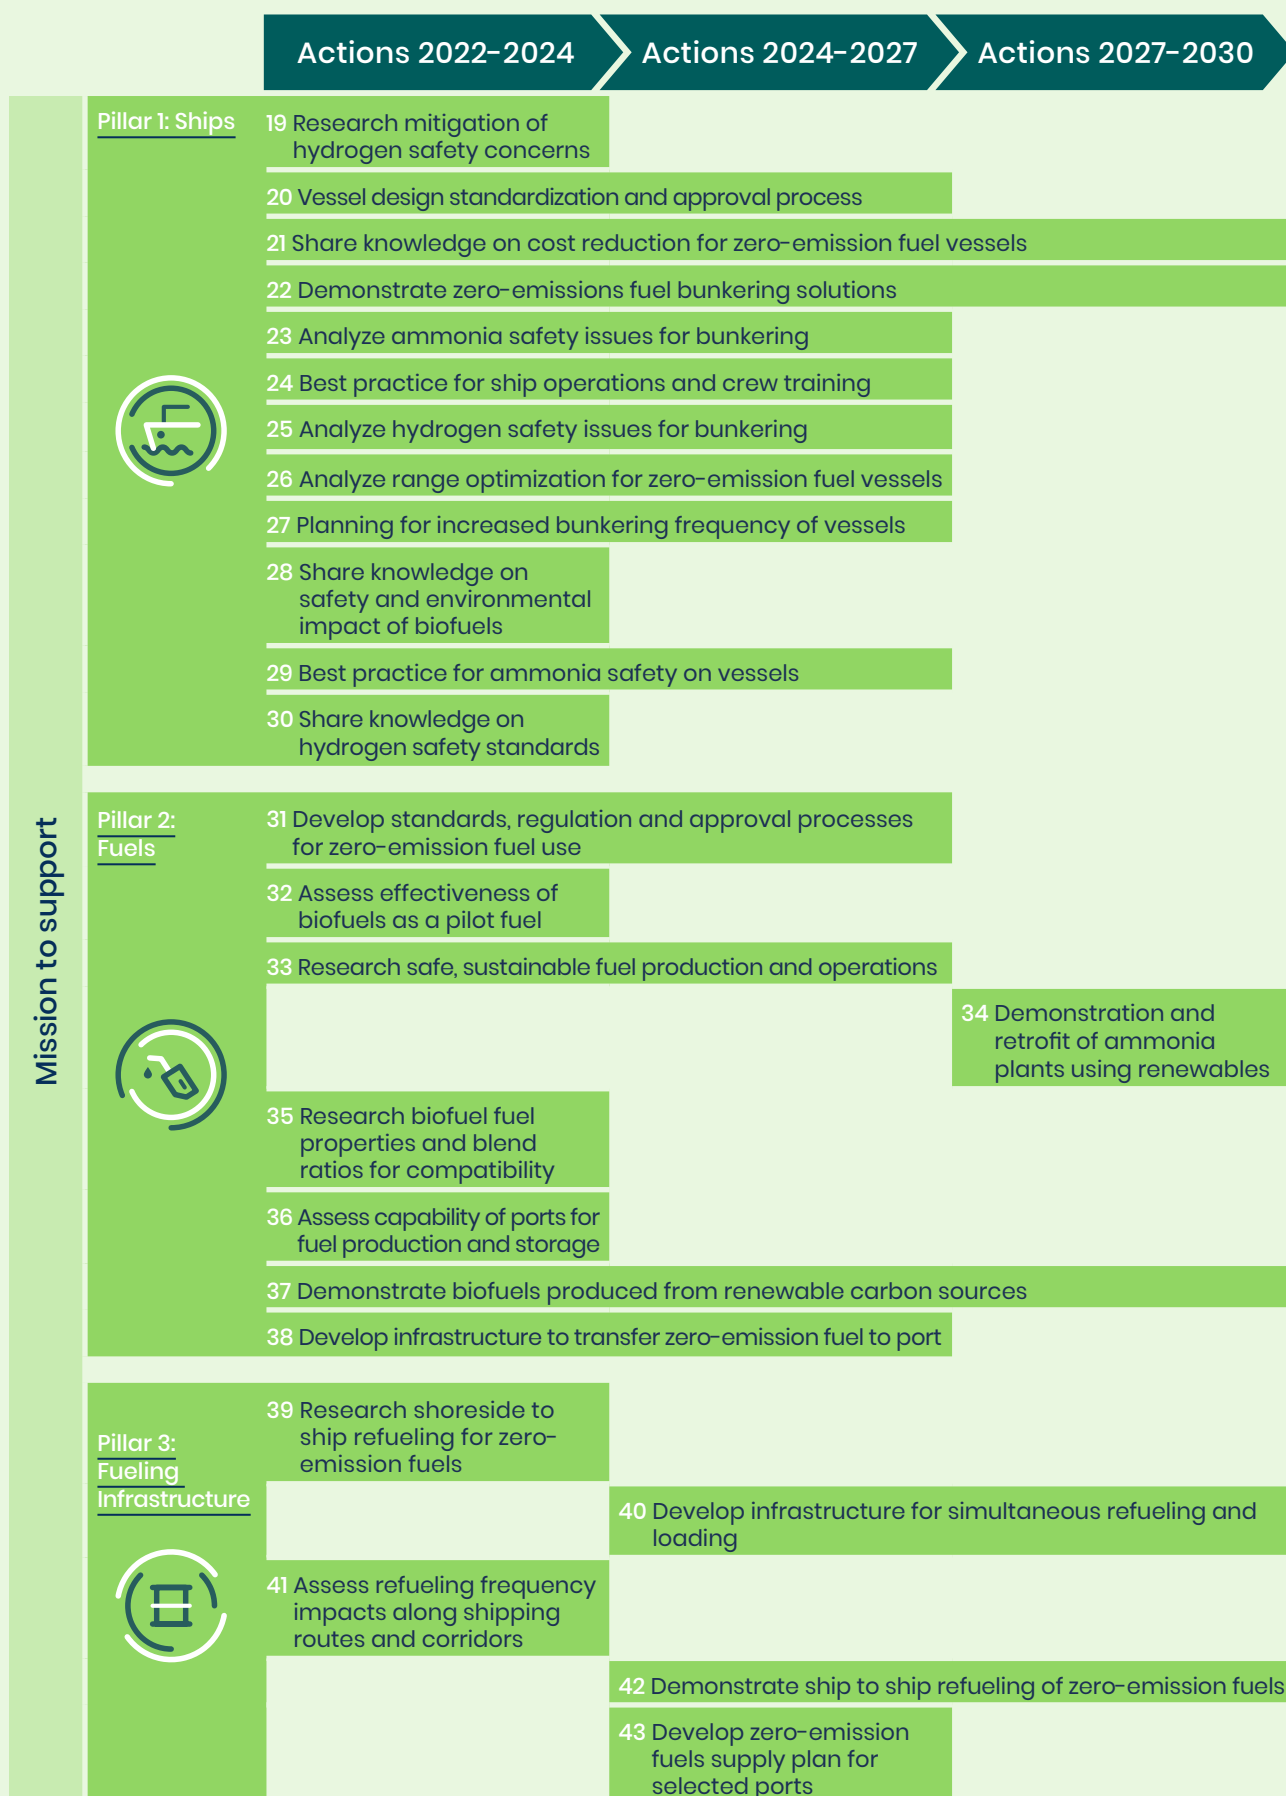 Actions 2022-2024
Actions 2024-2027
Actions 2027-2030
Mission to support
Pillar 1: Ships
19 Research mitigation of
hydrogen safety concerns
20 Vessel design standardization and approval process
21 Share knowledge on cost reduction for zero-emission fuel vessels
22 Demonstrate zero-emissions fuel bunkering solutions
23 Analyze ammonia safety issues for bunkering
24 Best practice for ship operations and crew training
25 Analyze hydrogen safety issues for bunkering
26 Analyze range optimization for zero-emission fuel vessels
27 Planning for increased bunkering frequency of vessels
28 Share knowledge on
safety and environmental
impact of biofuels
29 Best practice for ammonia safety on vessels
30 Share knowledge on
hydrogen safety standards
Pillar 2:
Fuels
31 Develop standards, regulation and approval processes
for zero-emission fuel use
32 Assess effectiveness of
biofuels as a pilot fuel
33 Research safe, sustainable fuel production and operations
34 Demonstration and
retrofit of ammonia
plants using renewables
35 Research biofuel fuel
properties and blend
ratios for compatibility
36 Assess capability of ports for
fuel production and storage
37 Demonstrate biofuels produced from renewable carbon sources
38 Develop infrastructure to transfer zero-emission fuel to port
Pillar 3:
Fueling
Infrastructure
39 Research shoreside to
ship refueling for zero-
emission fuels
40 Develop infrastructure for simultaneous refueling and
loading
41 Assess refueling frequency
impacts along shipping
routes and corridors
42 Demonstrate ship to ship refueling of zero-emission fuels
43 Develop zero-emission
fuels supply plan for
selected ports